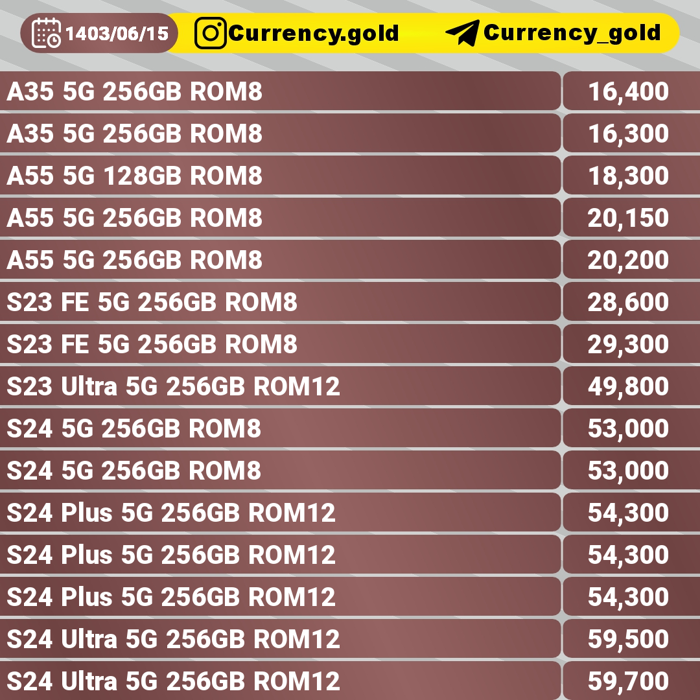 1403/06/15 Currency.gold Currency_gold
A35 5G 256GB ROM8 16,400
A35 5G 256GB ROM8 16,300
A55 5G 128GB ROM8 18,300
A55 5G 256GB ROM8 20,150
A55 5G 256GB ROM8 20,200
S23 FE 5G 256GB ROM8 28,600
S23 FE 5G 256GB ROM8 29,300
S23 Ultra 5G 256GB ROM12 49,800
S24 5G 256GB ROM8 53,000
S24 5G 256GB ROM8 53,000
S24 Plus 5G 256GB ROM12 54,300
S24 Plus 5G 256GB ROM12 54,300
S24 Plus 5G 256GB ROM12 54,300
S24 Ultra 5G 256GB ROM12 59,500
S24 Ultra 5G 256GB ROM12 59,700